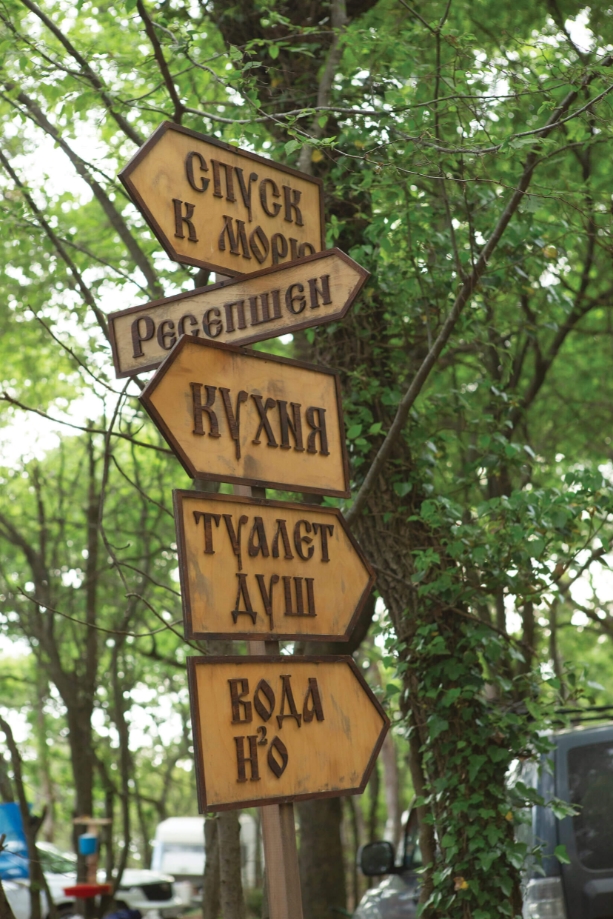 СПУСК
К МОРЮ
РЕСЕПШЕН
КУХНЯ
ТУАЛЕТ
ДУШ
ВОДА
H²O